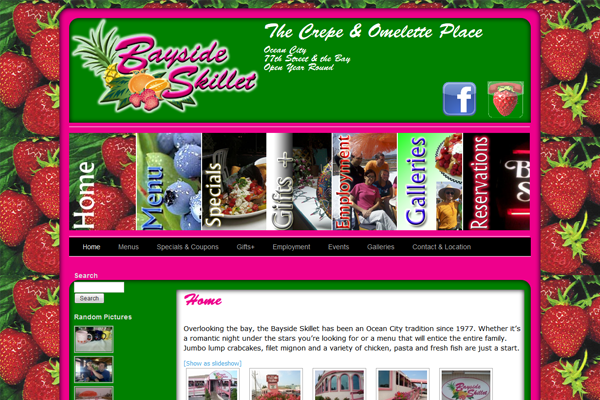 Bayside
Skillet
The Crepe & Omelette Place
Ocean City
77th Street & the Bay
Open Year Round
Home
Menu
Specials
Gifts +
Employment
Galleries
Reservations
Home Menus Specials & Coupons Gifts+ Employment Events Galleries Contact & Location
Search
Search
Random Pictures
Home
Overlooking the bay, the Bayside Skillet has been an Ocean City tradition since 1977. Whether it's
a romantic night under the stars you're looking for or a menu that will entice the entire family.
Jumbo lump crabcakes, filet mignon and a variety of chicken, pasta and fresh fish are just a start.
[Show as slideshow]